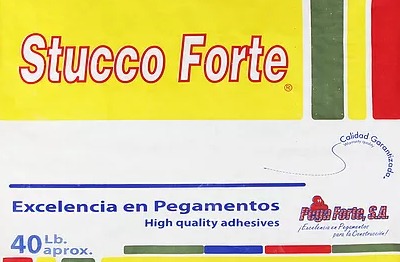 Stucco Forte®
Calidad Garantizada.
Excelencia en Pegamentos
High quality adhesives
Pega Forte, S.A.
¡Excelencia en Pegamentos
para la Construcción!
40 Lb.
aprox.